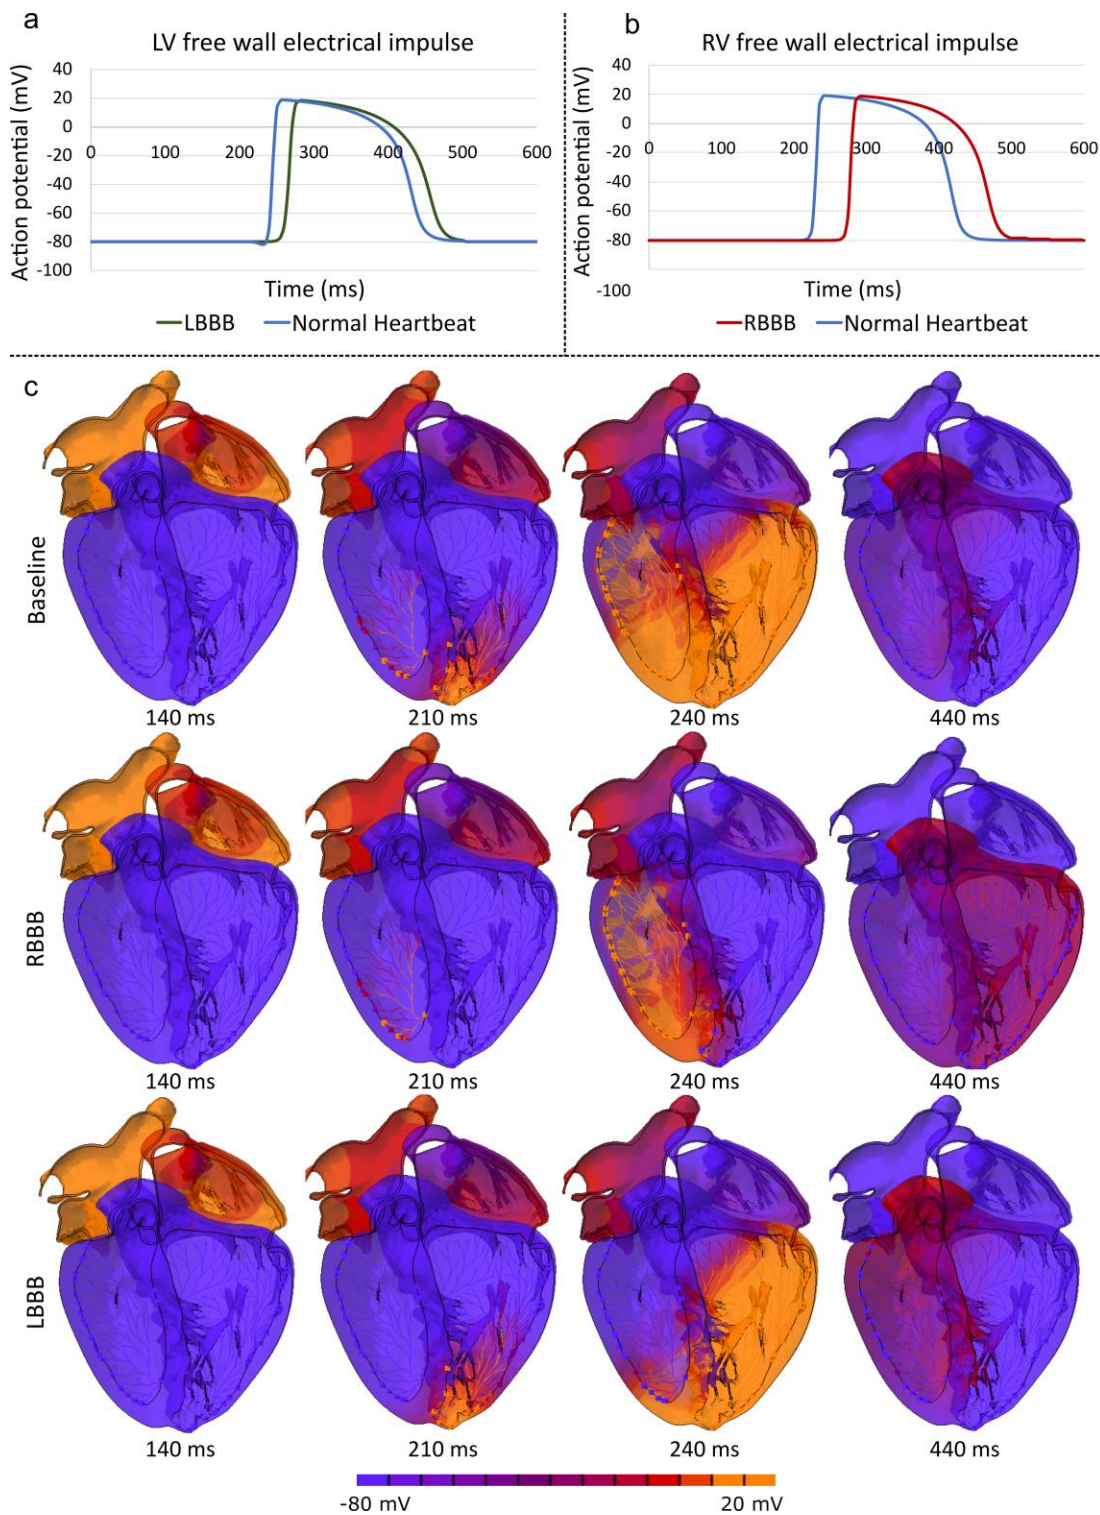 a
LV free wall electrical impulse
Action potential (mV)
40
20
0
-20
-40
-60
-80
-100
0 100 200 300 400 500 600
Time (ms)
LBBB Normal Heartbeat
b
RV free wall electrical impulse
Action potential (mV)
40
20
0
-20
-40
-60
-80
-100
0 100 200 300 400 500 600
Time (ms)
RBBB Normal Heartbeat
c
Baseline
140 ms 210 ms 240 ms 440 ms
RBBB
140 ms 210 ms 240 ms 440 ms
LBBB
140 ms 210 ms 240 ms 440 ms
-80 mV 20 mV